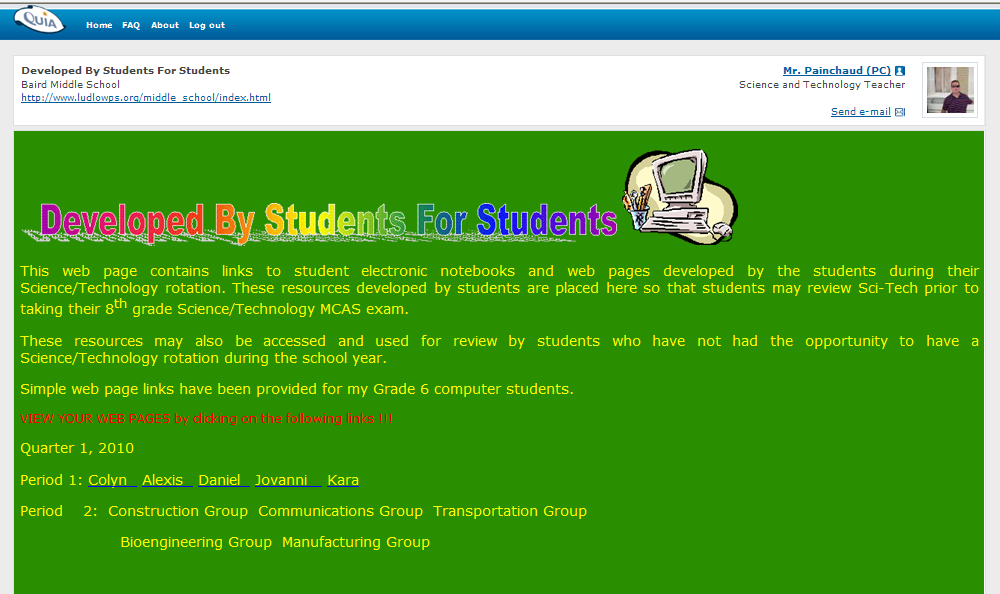 QUIA
Home FAQ About Log out
Developed By Students For Students
Baird Middle School
http://www.ludlowps.org/middle_school/index.html
Mr. Painchaud (PC)
Science and Technology Teacher
Send e-mail
Developed By Students For Students
This web page contains links to student electronic notebooks and web pages developed by the students during their
Science/Technology rotation. These resources developed by students are placed here so that students may review Sci-Tech prior to
taking their 8th grade Science/Technology MCAS exam.
These resources may also be accessed and used for review by students who have not had the opportunity to have a
Science/Technology rotation during the school year.
Simple web page links have been provided for my Grade 6 computer students.
VIEW YOUR WEB PAGES by clicking on the following links !!!
Quarter 1, 2010
Period 1: Colyn Alexis Daniel Jovanni Kara
Period 2: Construction Group Communications Group Transportation Group
Bioengineering Group Manufacturing Group